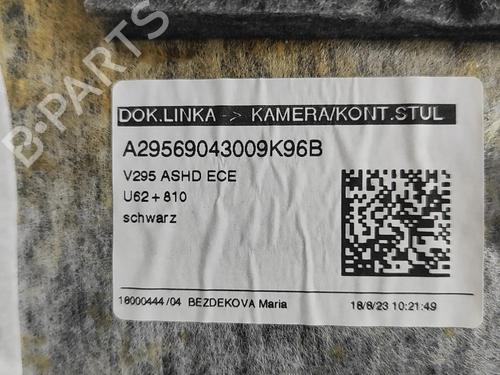 DOK.LINKA -> KAMERA/KONT.STUL
A29569043009K96B
V295 ASHD ECE
U62 + 810
schwarz
16000444 /04 BEZDEKOVA Maria
18/8/23 10:21:49
B-PARTS